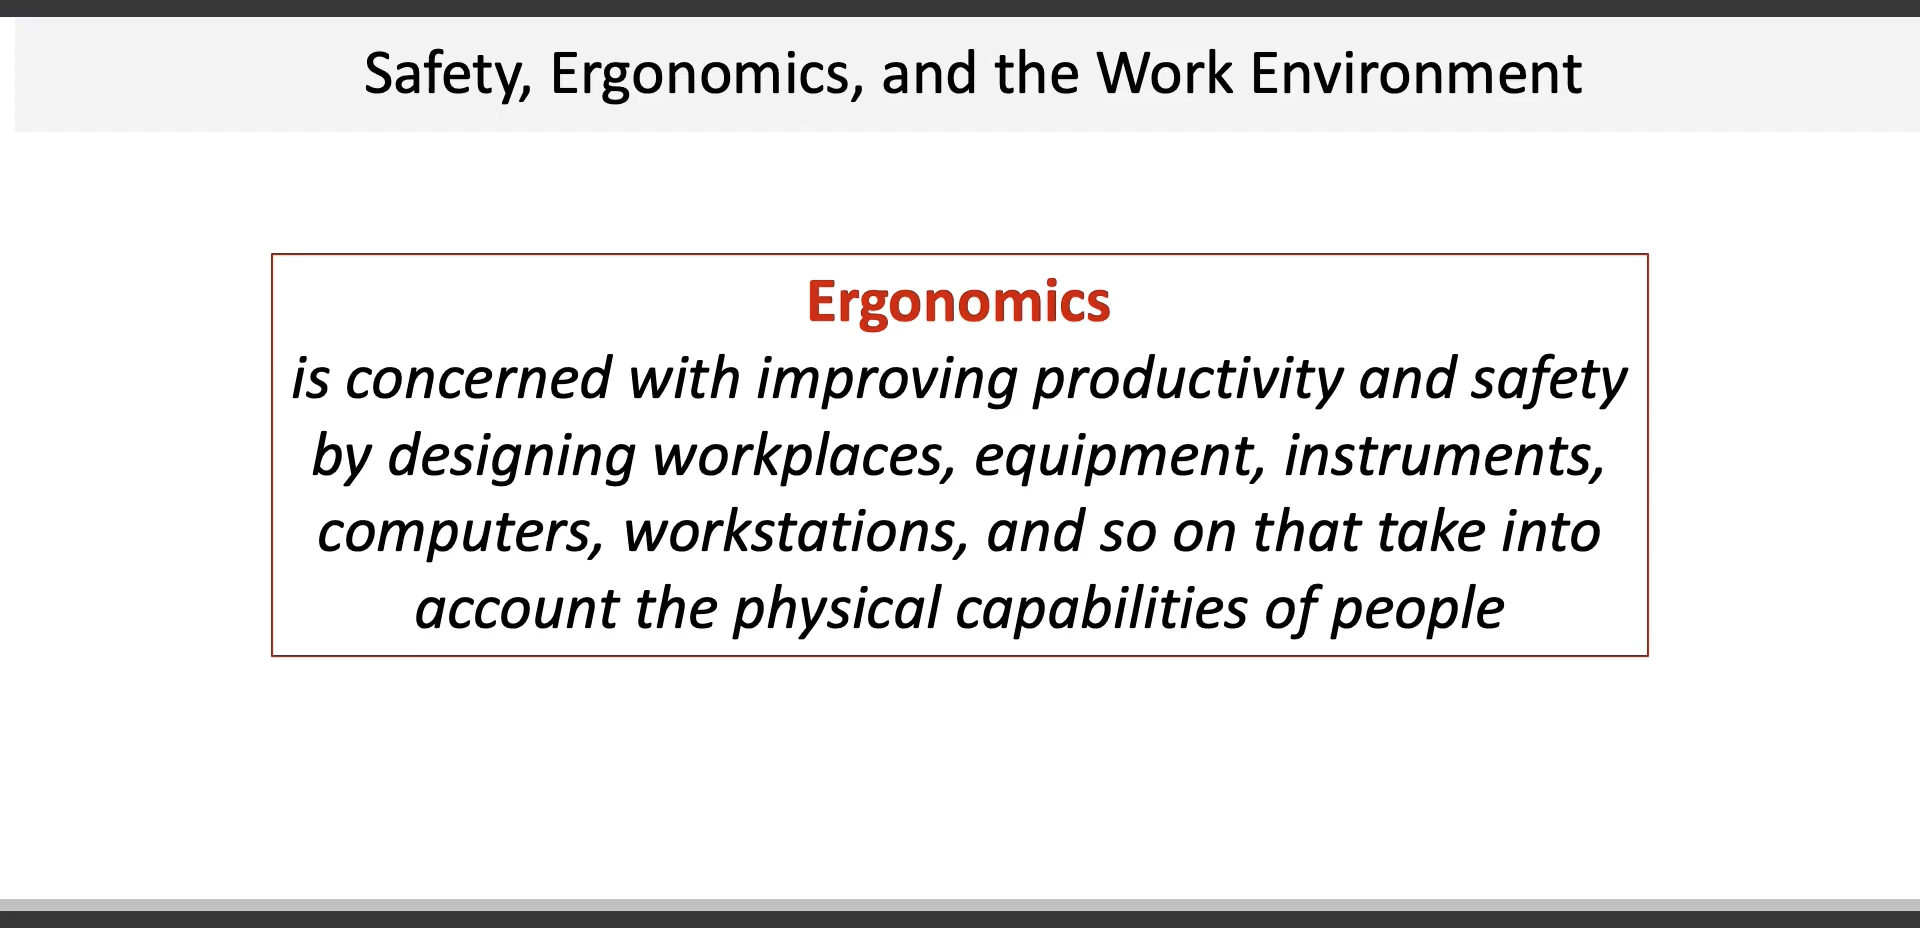 Safety, Ergonomics, and the Work Environment
Ergonomics
is concerned with improving productivity and safety
by designing workplaces, equipment, instruments,
computers, workstations, and so on that take into
account the physical capabilities of people